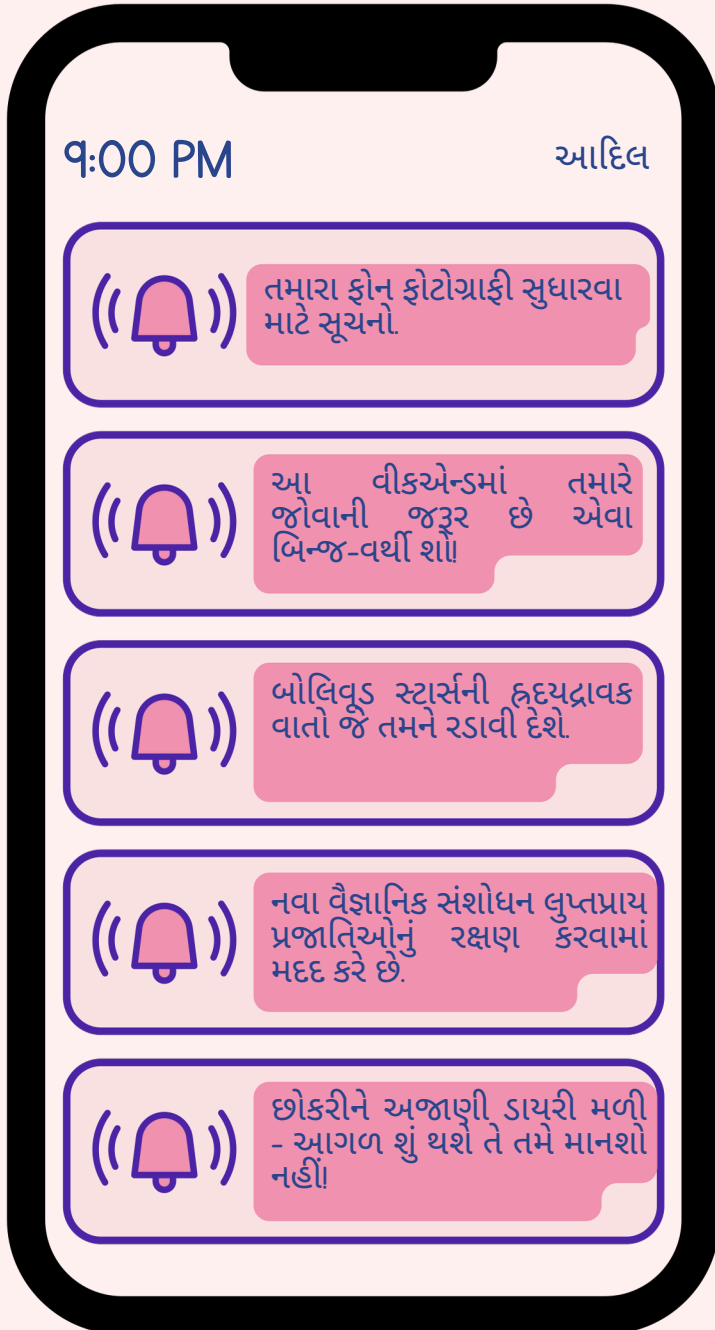 9:00 PM
આદિલ
તમારા ફોન ફોટોગ્રાફી સુધારવા
માટે સૂચનો.
આ વીકએન્ડમાં તમારે
જોવાની જરૂર છે એવા
બિન્જ-વર્થી શૉ!
બોલિવૂડ સ્ટાર્સની હ્રદયદ્રાવક
વાતો જે તમને રડાવી દેશે.
નવા વૈજ્ઞાનિક સંશોધન લુપ્તપ્રાય
પ્રજાતિઓનું રક્ષણ કરવામાં
મદદ કરે છે.
છોકરીને અજાણી ડાયરી મળી
- આગળ શું થશે તે તમે માનશો
નહીં!